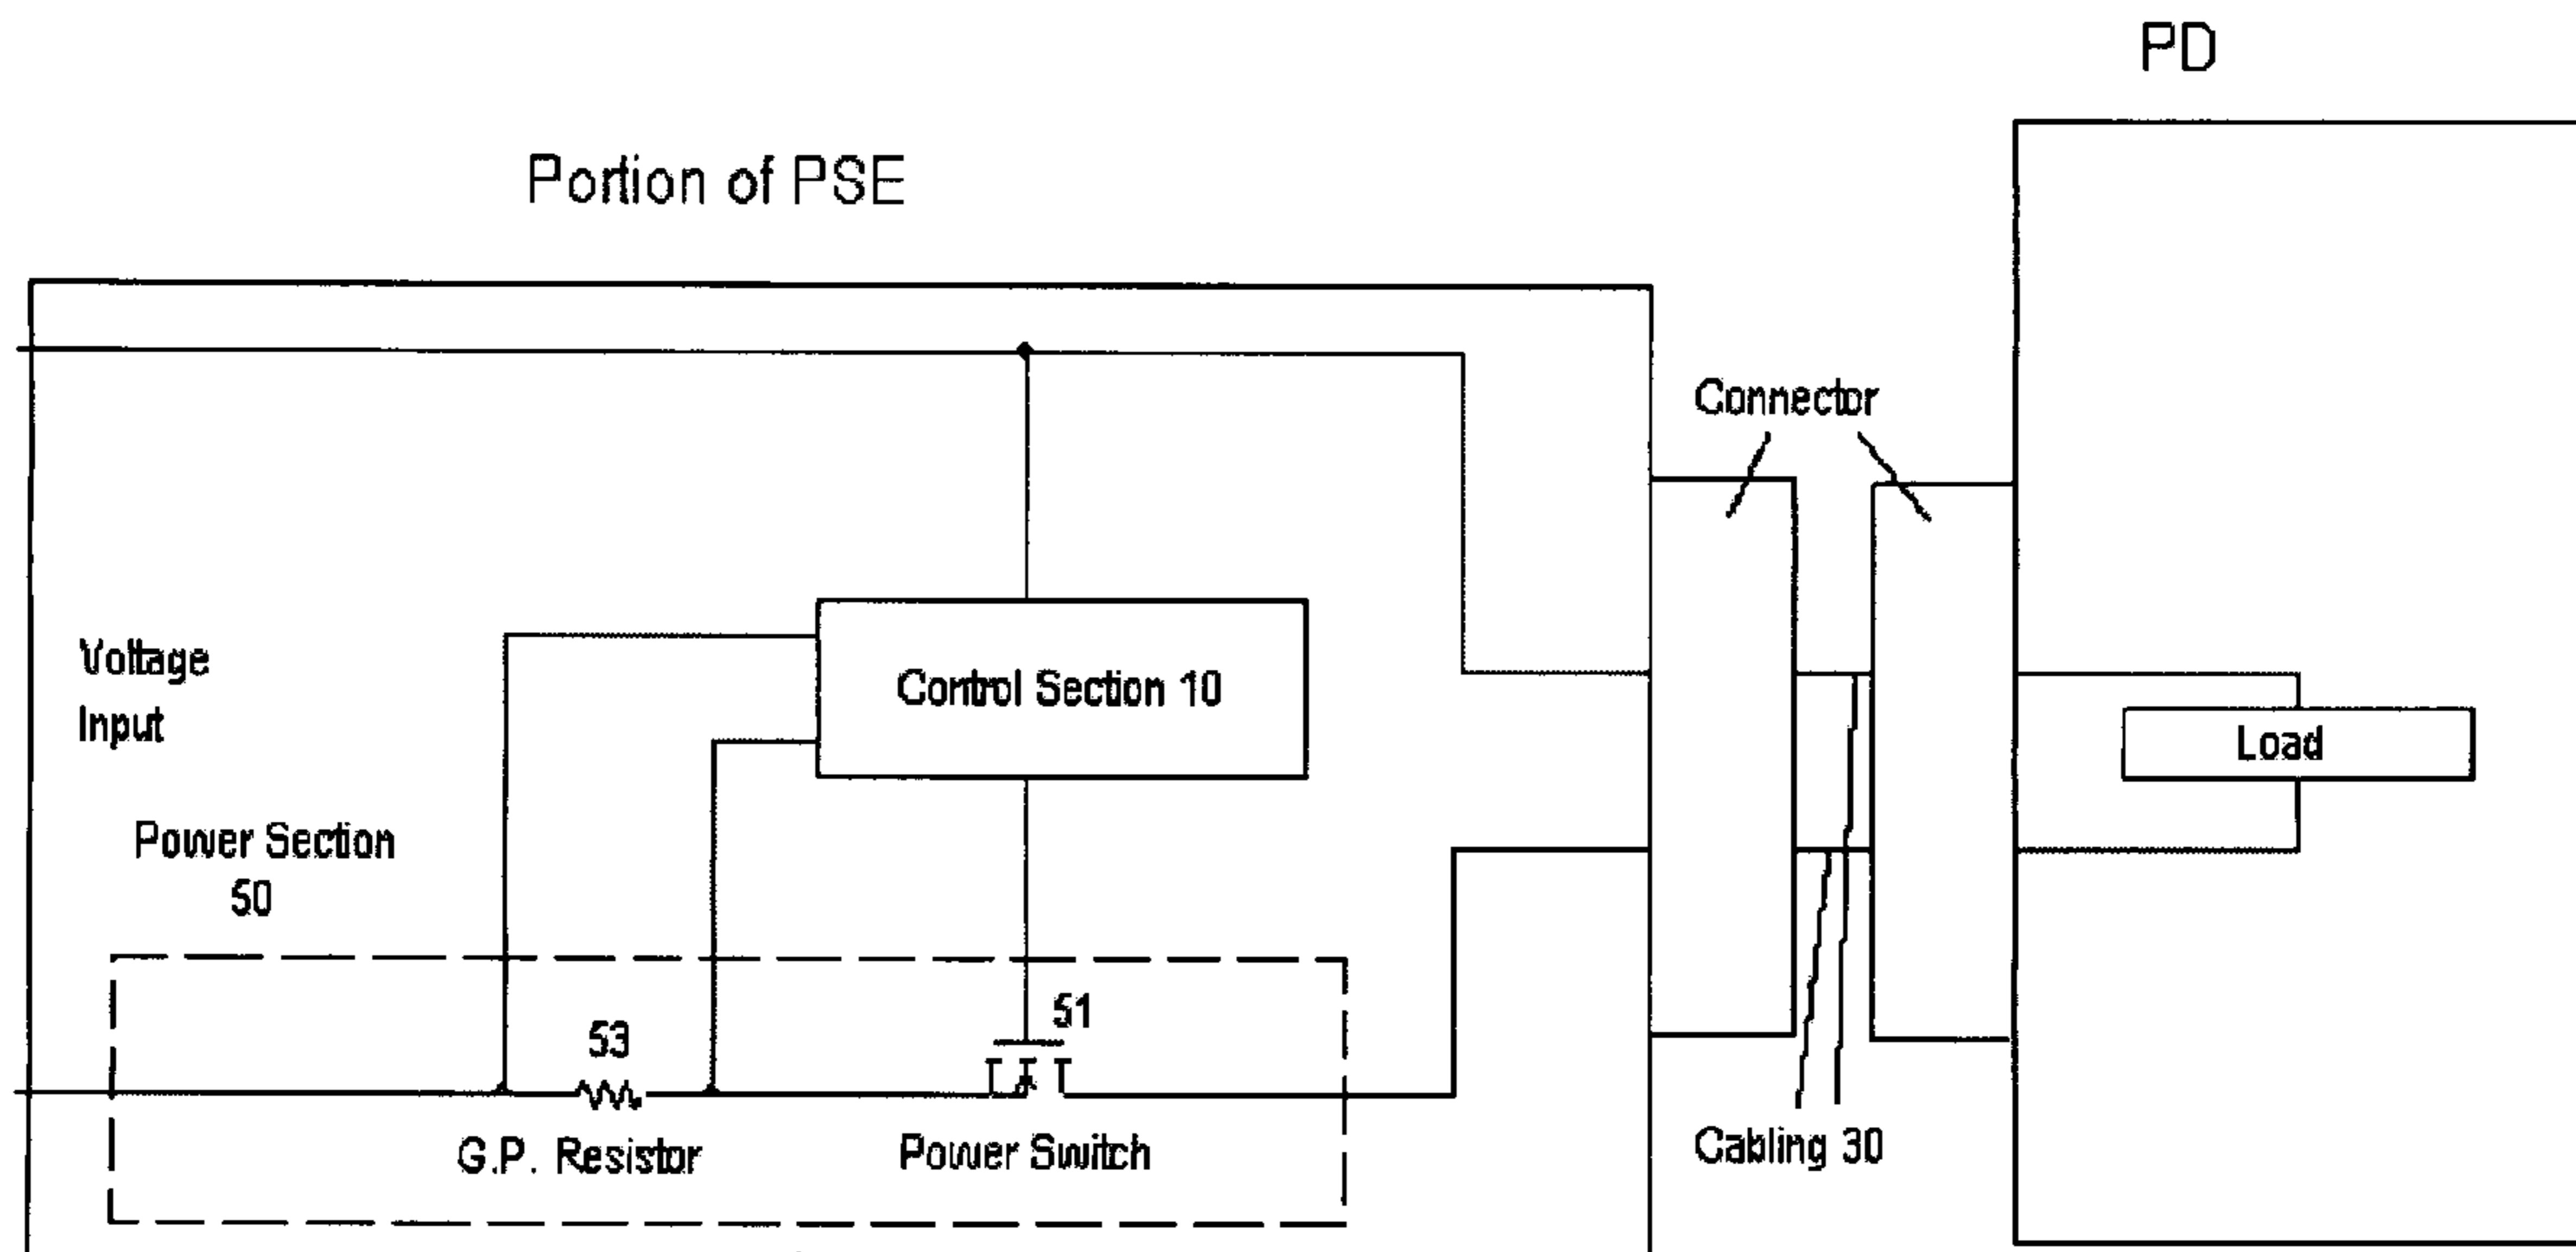 PD
Portion of PSE
Connector
Voltage
Input
Control Section 10
Load
Power Section
50
51
53
G.P. Resistor
Power Switch
Cabling 30